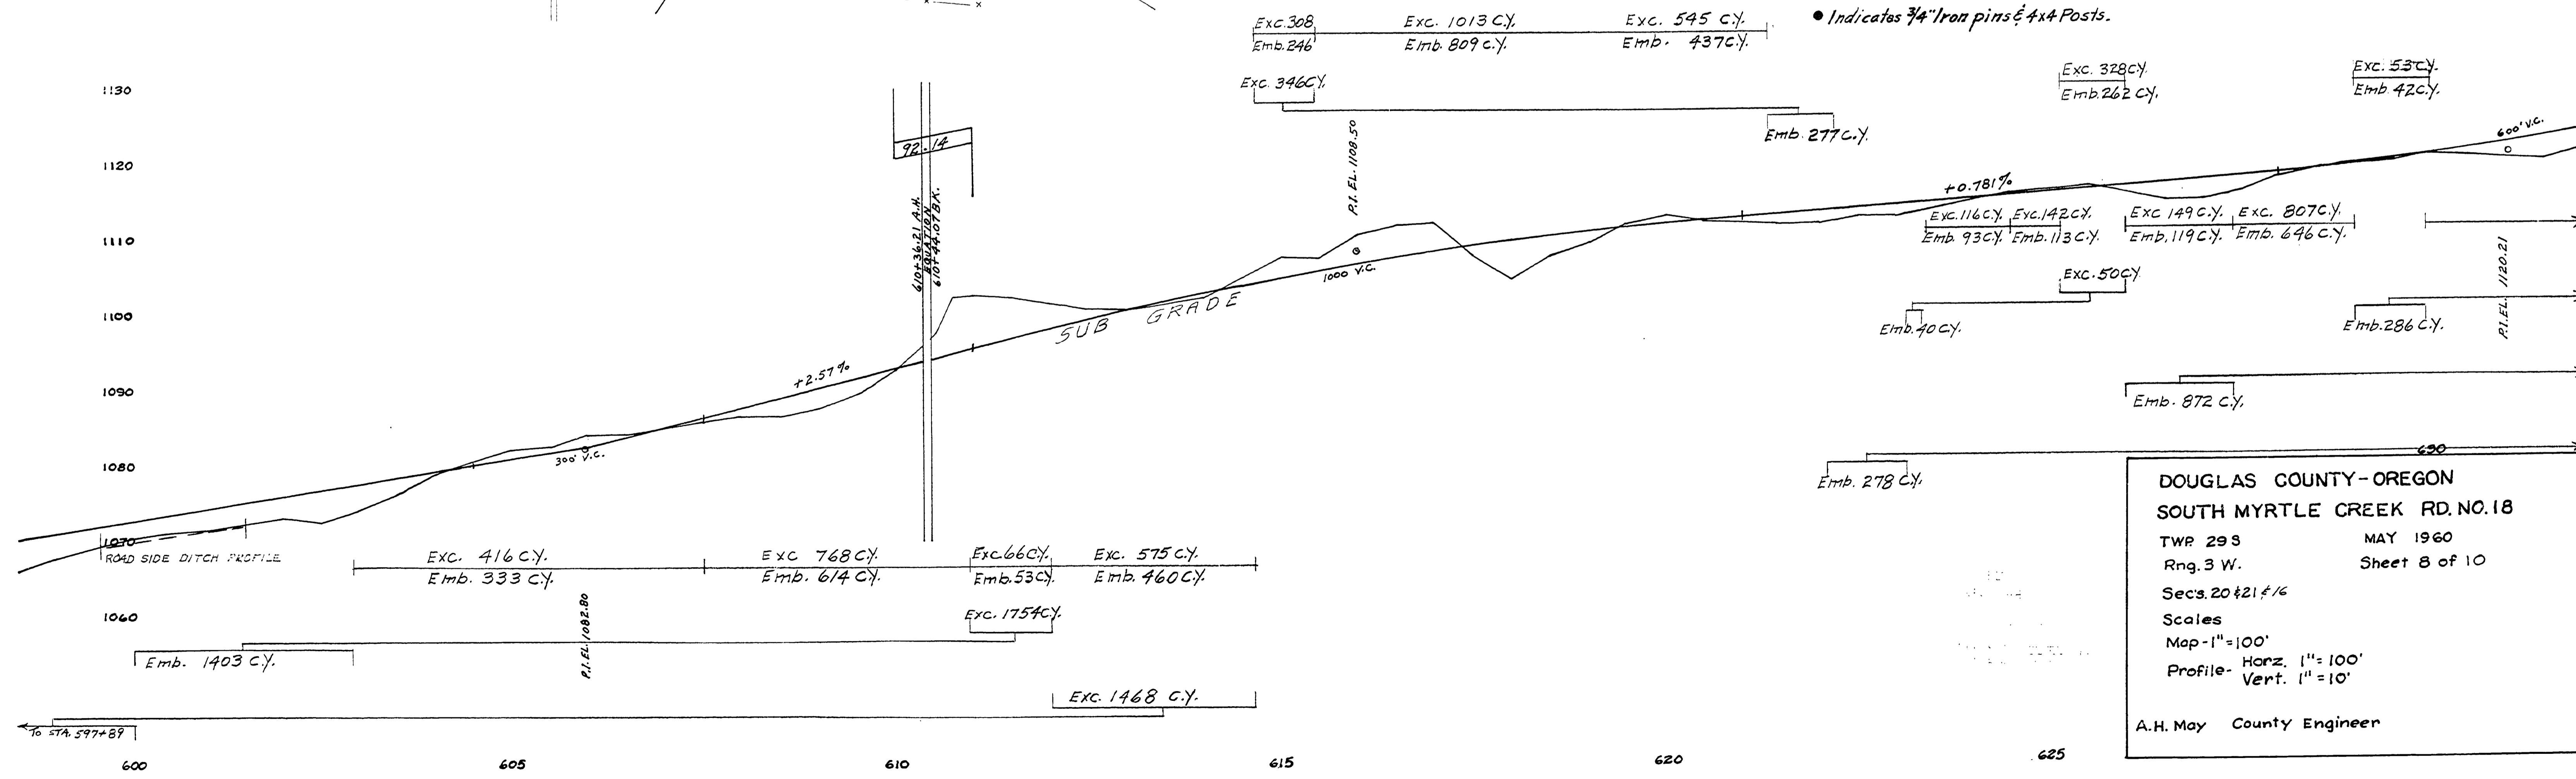 Exc. 308 Exc. 1013 C.Y. Exc. 545 C.Y.
Emb. 246 Emb. 809 C.Y. Emb. 437 C.Y.
● Indicates 3/4" Iron pins & 4x4 Posts.
Exc. 346 C.Y.
Emb. 277 C.Y.
Exc. 328 C.Y.
Emb. 262 C.Y.
Exc. 53 C.Y.
Emb. 42 C.Y.
1130
1120
1110
1100
1090
1080
1070
1060
92.14
610+36.21 A.H.
EQUATION
610+44.07 BK.
P.I. EL. 1108.50
1000 V.C.
600' V.C.
+0.781%
Exc. 116 C.Y. Exc. 142 C.Y. Exc 149 C.Y. Exc. 807 C.Y.
Emb. 93 C.Y. Emb. 113 C.Y. Emb. 119 C.Y. Emb. 646 C.Y.
P.I. EL. 1120.21
Exc. 50 C.Y.
Emb. 40 C.Y.
Emb. 286 C.Y.
SUB GRADE
+2.57%
Emb. 872 C.Y.
300' V.C.
Emb. 278 C.Y.
630
ROAD SIDE DITCH PROFILE
Exc. 416 C.Y. Exc 768 C.Y. Exc 66 C.Y. Exc. 575 C.Y.
Emb. 333 C.Y. Emb. 614 C.Y. Emb. 53 C.Y. Emb. 460 C.Y.
P.I. EL. 1082.80
Exc. 1754 C.Y.
Emb. 1403 C.Y.
Exc. 1468 C.Y.
To STA. 597+89
600 605 610 615 620 625
DOUGLAS COUNTY-OREGON
SOUTH MYRTLE CREEK RD. NO. 18
TWP. 29 S MAY 1960
Rng. 3 W. Sheet 8 of 10
Sec's. 20 & 21 & 16
Scales
Map-1"=100'
Profile- Horz. 1"=100'
Vert. 1"=10'
A.H. May County Engineer